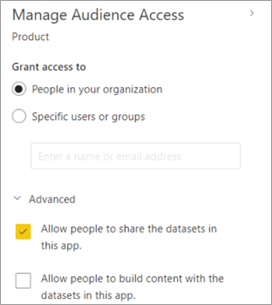 Manage Audience Access
Product
Grant access to
People in your organization
Specific users or groups
Enter a name or email address
Advanced
Allow people to share the datasets in
this app.
Allow people to build content with the
datasets in this app.